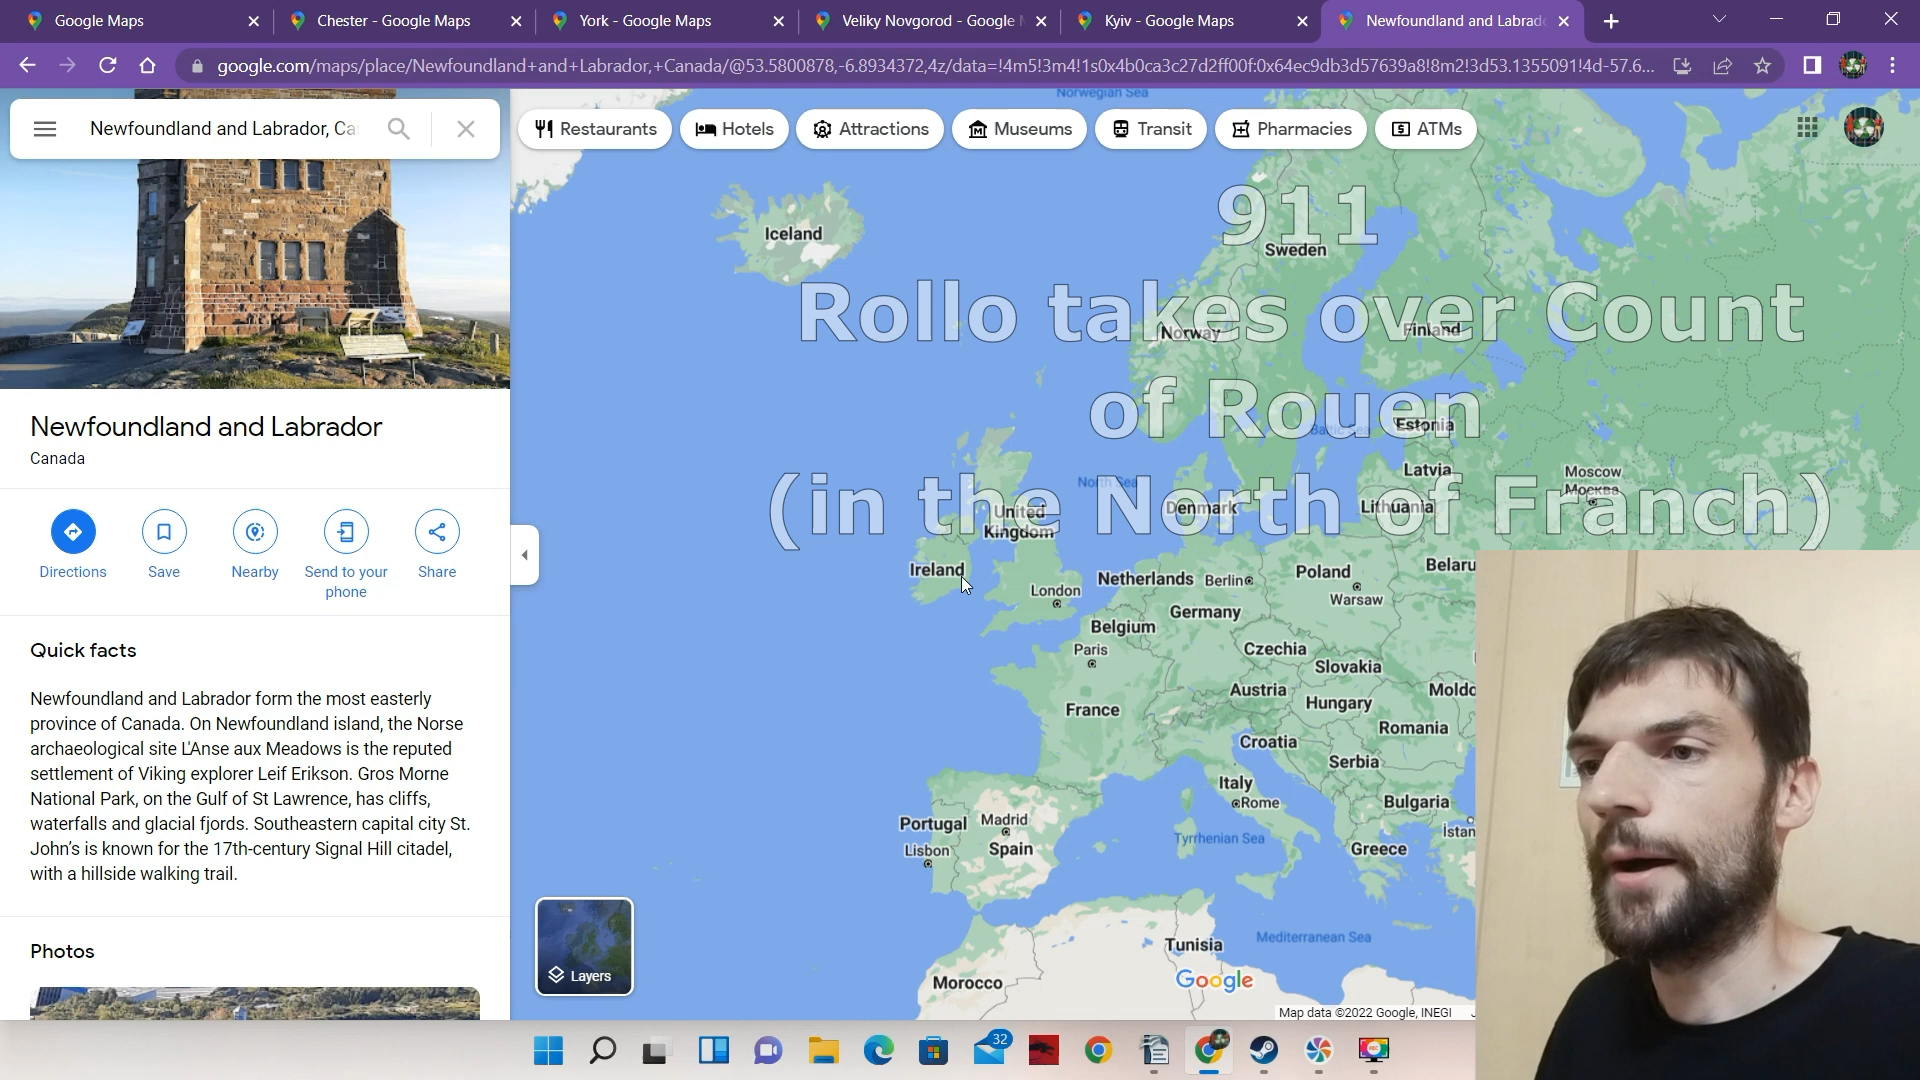 Google Maps
Chester - Google Maps
York - Google Maps
Veliky Novgorod - Google
Kyiv - Google Maps
Newfoundland and Labrad
google.com/maps/place/Newfoundland+and+Labrador,+Canada/@53.5800878,-6.8934372,4z/data=!4m5!3m4!1s0x4b0ca3c27d2ff00f:0x64ec9db3d57639a8!8m2!3d53.1355091!4d-57.6...
Newfoundland and Labrador, Ca
Restaurants
Hotels
Attractions
Museums
Transit
Pharmacies
ATMs
Norwegian Sea
911
Rollo takes over Count
of Rouen
(in the North of Franch)
Iceland
Sweden
Norway
Finland
Baltic Sea
Estonia
Latvia
Moscow
Москва
North Sea
United
Kingdom
Denmark
Lithuania
Ireland
London
Netherlands
Berlin
Poland
Warsaw
Belaru
Germany
Belgium
Paris
Czechia
Slovakia
Austria
Hungary
Moldo
France
Romania
Croatia
Serbia
Italy
Rome
Bulgaria
Istan
Portugal
Madrid
Lisbon
Spain
Tyrrhenian Sea
Greece
Tunisia
Mediterranean Sea
Morocco
Google
Map data ©2022 Google, INEGI
Layers
Newfoundland and Labrador
Canada
Directions
Save
Nearby
Send to your
phone
Share
Quick facts
Newfoundland and Labrador form the most easterly
province of Canada. On Newfoundland island, the Norse
archaeological site L'Anse aux Meadows is the reputed
settlement of Viking explorer Leif Erikson. Gros Morne
National Park, on the Gulf of St Lawrence, has cliffs,
waterfalls and glacial fjords. Southeastern capital city St.
John's is known for the 17th-century Signal Hill citadel,
with a hillside walking trail.
Photos
32